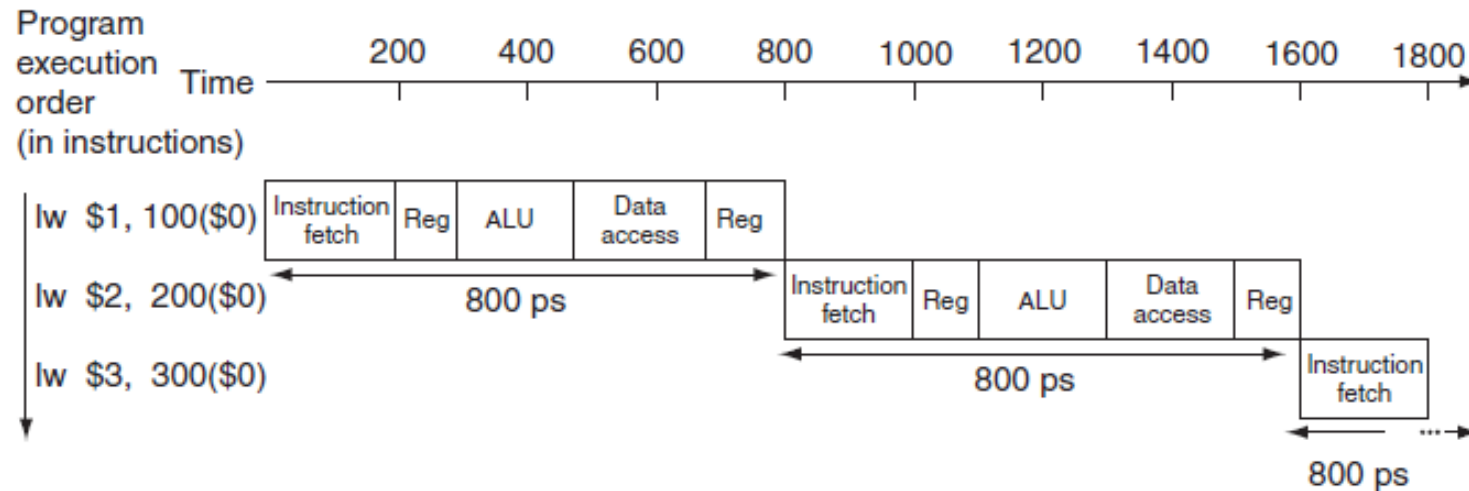 Program
execution
order
(in instructions)
Time
200 400 600 800 1000 1200 1400 1600 1800
lw $1, 100($0)
Instruction
fetch
Reg
ALU
Data
access
Reg
800 ps
lw $2, 200($0)
Instruction
fetch
Reg
ALU
Data
access
Reg
800 ps
lw $3, 300($0)
Instruction
fetch
...
800 ps